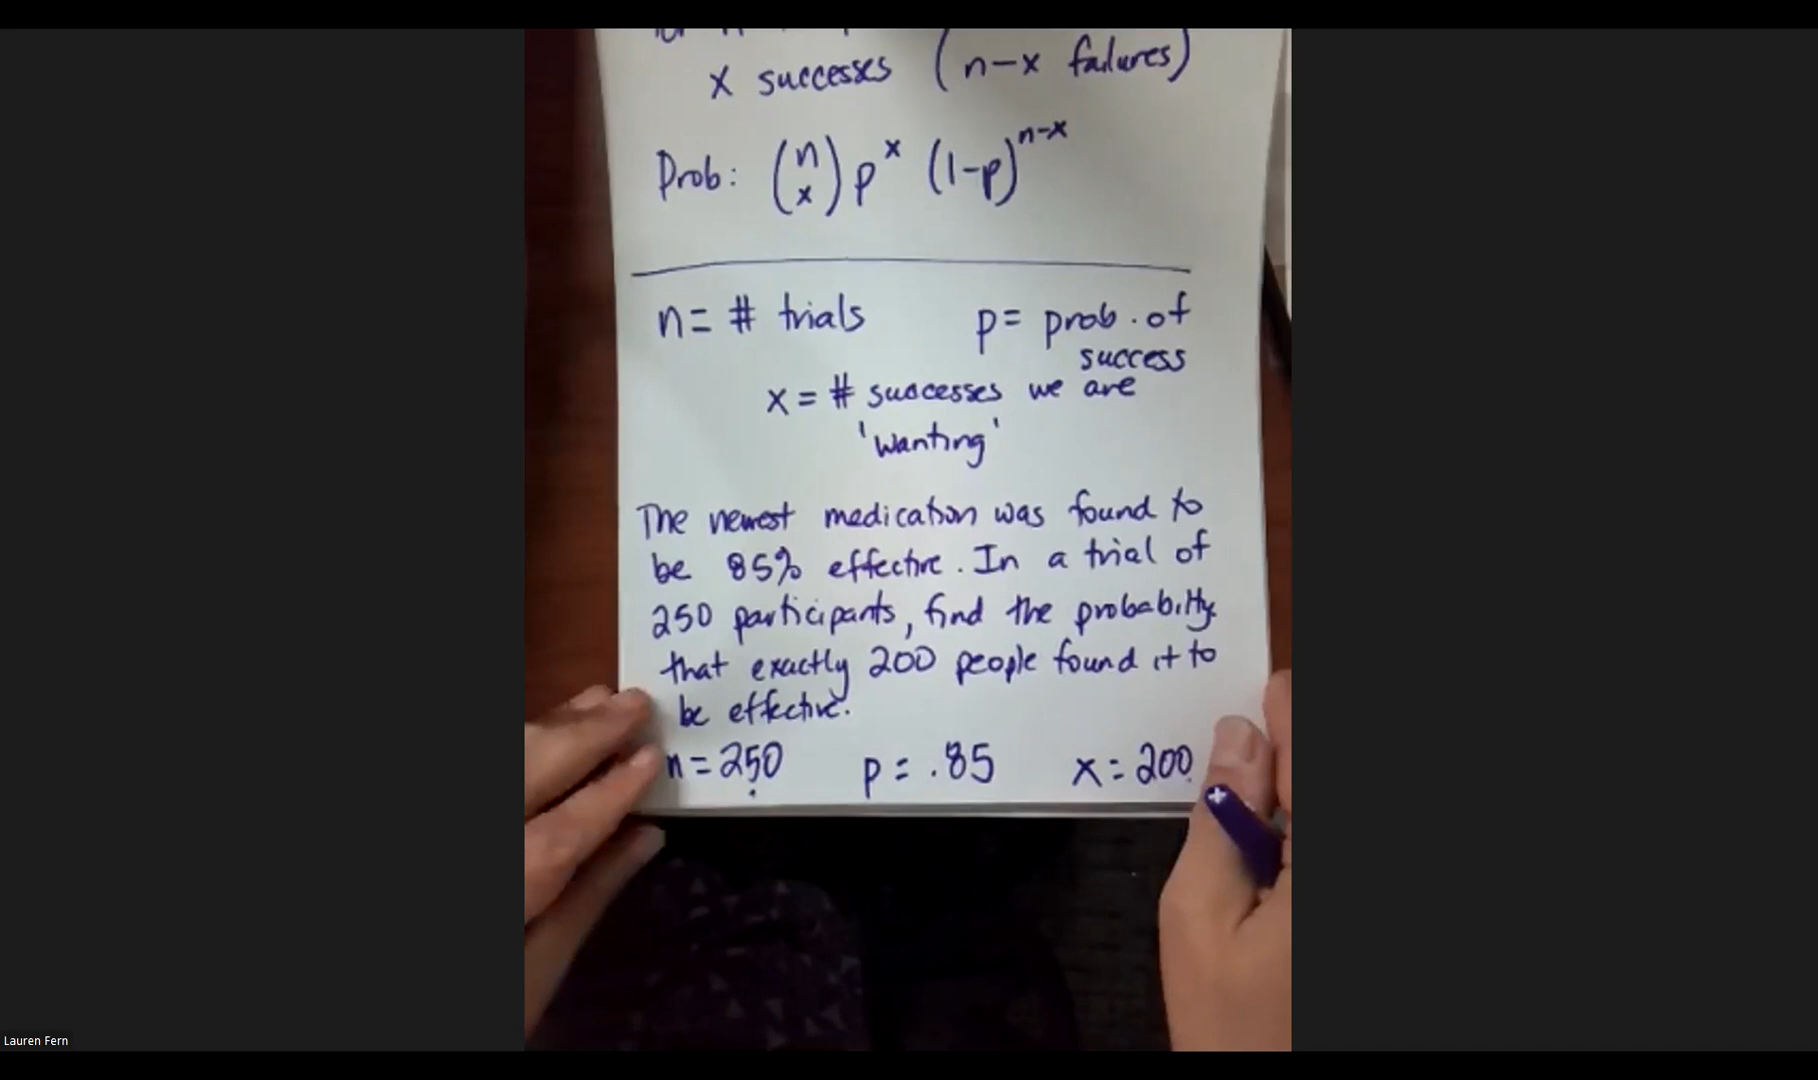 x successes (n-x failures)
Prob: (n x) p^x (1-p)^n-x
n = # trials p = prob. of
success
x = # successes we are
'wanting'
The newest medication was found to
be 85% effective. In a trial of
250 participants, find the probability
that exactly 200 people found it to
be effective.
n = 250 p = .85 x = 200
Lauren Fern